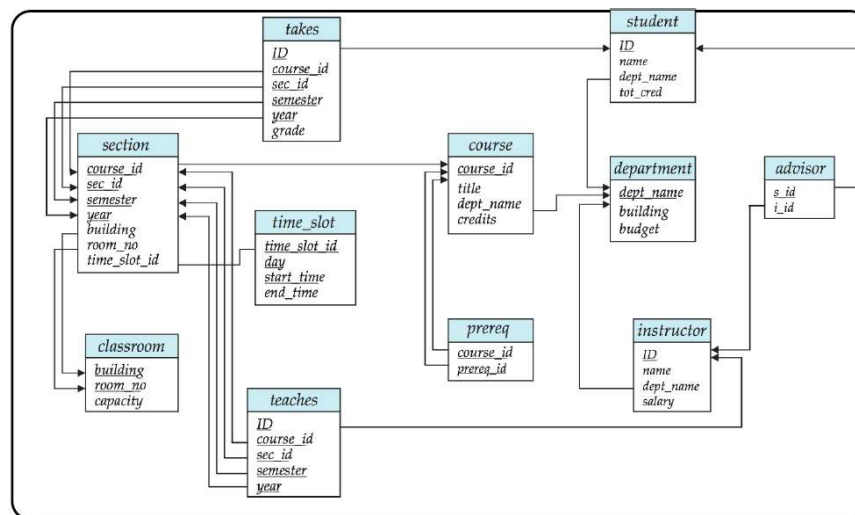 takes
ID
course_id
sec_id
semester
year
grade
student
ID
name
dept_name
tot_cred
section
course_id
sec_id
semester
year
building
room_no
time_slot_id
course
course_id
title
dept_name
credits
department
dept_name
building
budget
advisor
s_id
i_id
time_slot
time_slot_id
day
start_time
end_time
prereq
course_id
prereq_id
instructor
ID
name
dept_name
salary
classroom
building
room_no
capacity
teaches
ID
course_id
sec_id
semester
year